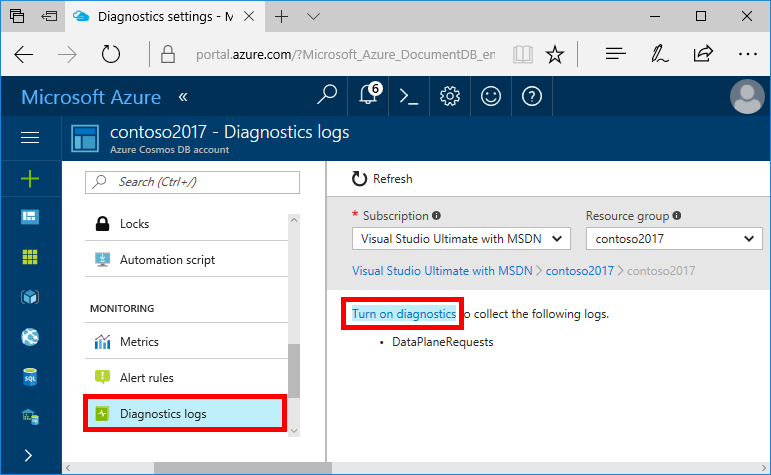 Diagnostics settings - M
portal.azure.com/?Microsoft_Azure_DocumentDB_en
Microsoft Azure «
6
contoso2017 - Diagnostics logs
Azure Cosmos DB account
Search (Ctrl+/)
Locks
Automation script
MONITORING
Metrics
Alert rules
Diagnostics logs
Refresh
* Subscription
Resource group
Visual Studio Ultimate with MSDN
contoso2017
Visual Studio Ultimate with MSDN > contoso2017 > contoso2017
Turn on diagnostics to collect the following logs.
• DataPlaneRequests
SQL